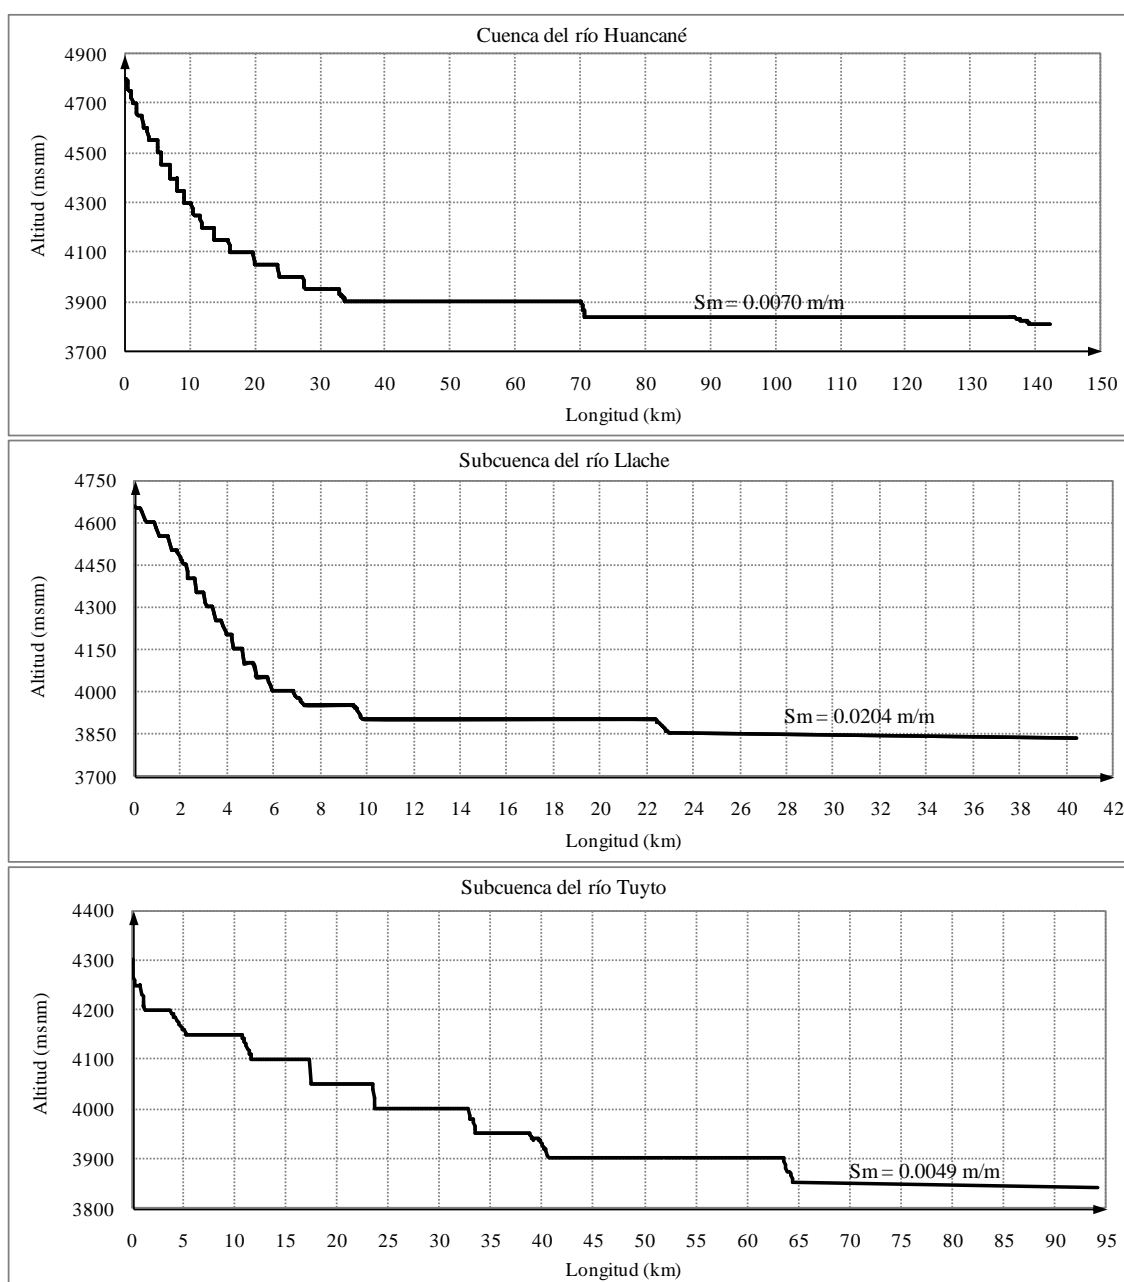 Cuenca del río Huancané
4900
4700
4500
4300
4100
3900
3700
Altitud (msnm)
Sm = 0.0070 m/m
0 10 20 30 40 50 60 70 80 90 100 110 120 130 140 150
Longitud (km)
Subcuenca del río Llache
4750
4600
4450
4300
4150
4000
3850
3700
Altitud (msnm)
Sm = 0.0204 m/m
0 2 4 6 8 10 12 14 16 18 20 22 24 26 28 30 32 34 36 38 40 42
Longitud (km)
Subcuenca del río Tuyto
4400
4300
4200
4100
4000
3900
3800
Altitud (msnm)
Sm = 0.0049 m/m
0 5 10 15 20 25 30 35 40 45 50 55 60 65 70 75 80 85 90 95
Longitud (km)